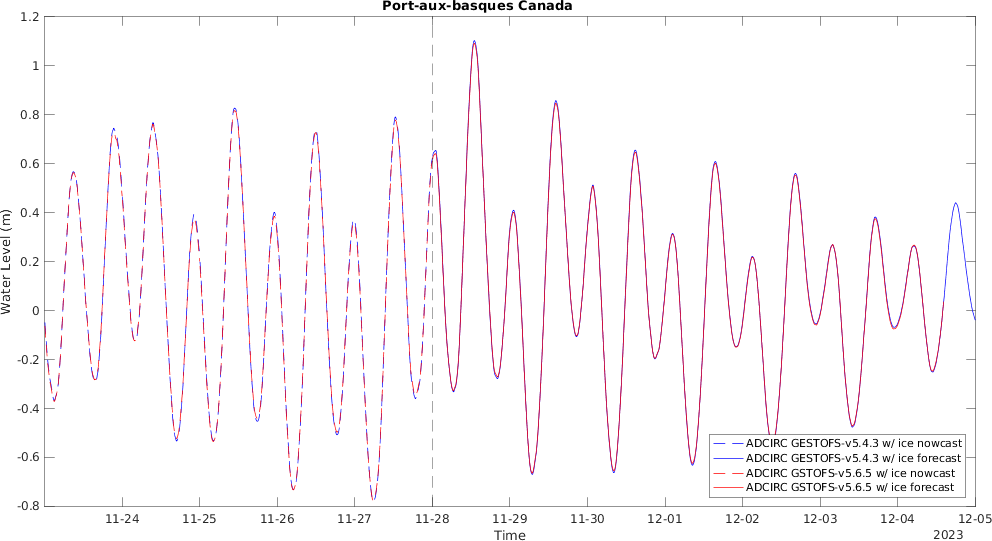 Port-aux-basques Canada
1.2
1
0.8
0.6
0.4
0.2
0
-0.2
-0.4
-0.6
-0.8
Water Level (m)
ADCIRC GESTOFS-v5.4.3 w/ ice nowcast
ADCIRC GESTOFS-v5.4.3 w/ ice forecast
ADCIRC GSTOFS-v5.6.5 w/ ice nowcast
ADCIRC GSTOFS-v5.6.5 w/ ice forecast
11-24 11-25 11-26 11-27 11-28 11-29 11-30 12-01 12-02 12-03 12-04 12-05
Time
2023